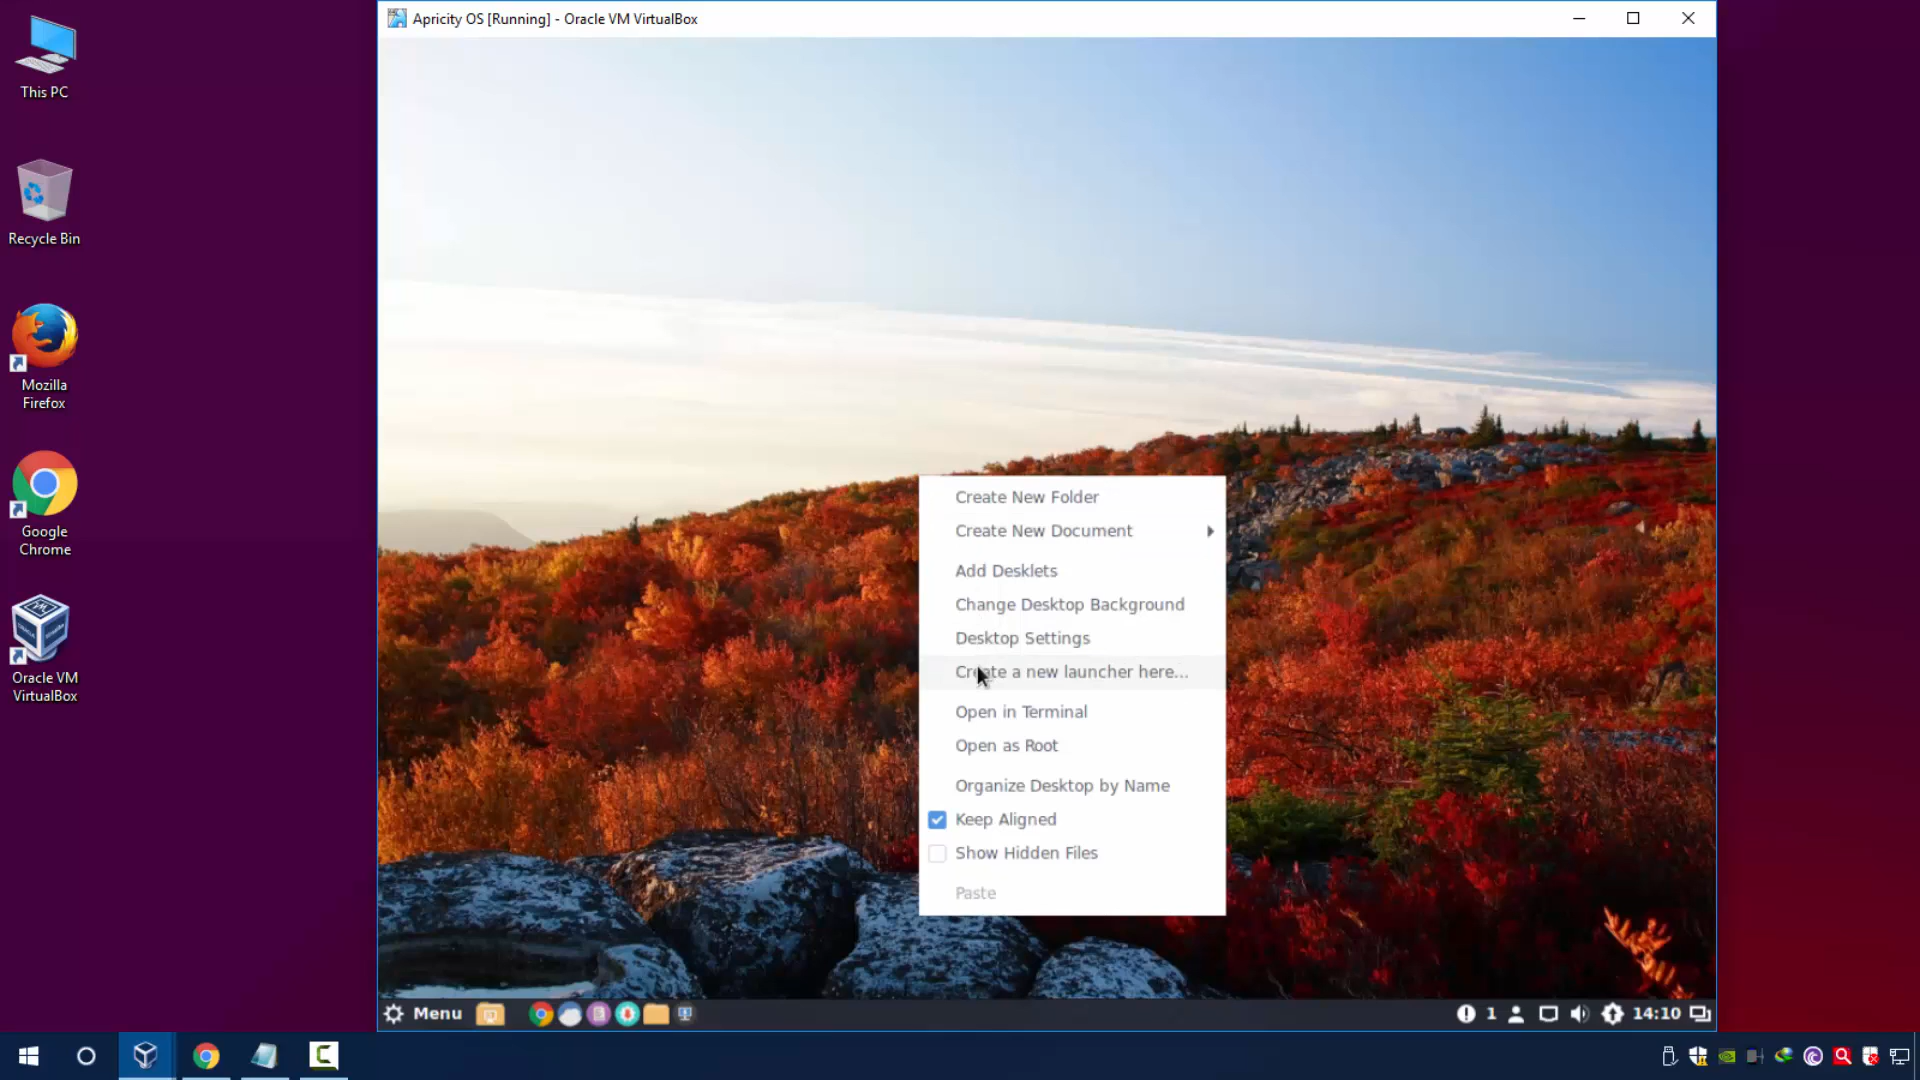 Apricity OS [Running] - Oracle VM VirtualBox
This PC
Recycle Bin
Mozilla
Firefox
Google
Chrome
Oracle VM
VirtualBox
Create New Folder
Create New Document
Add Desklets
Change Desktop Background
Desktop Settings
Create a new launcher here...
Open in Terminal
Open as Root
Organize Desktop by Name
Keep Aligned
Show Hidden Files
Paste
Menu
1
14:10